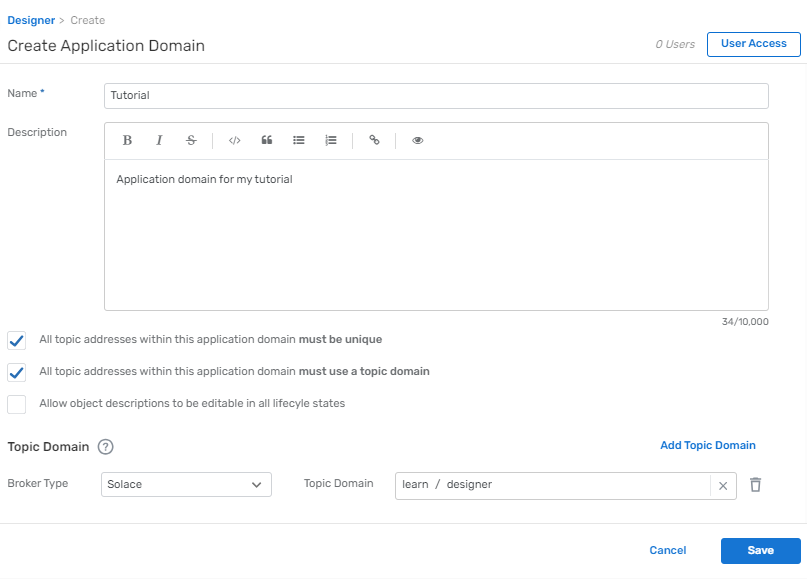 Designer > Create
Create Application Domain
0 Users
User Access
Name *
Tutorial
Description
B I S </>
Application domain for my tutorial
34/10,000
All topic addresses within this application domain must be unique
All topic addresses within this application domain must use a topic domain
Allow object descriptions to be editable in all lifecyle states
Topic Domain ?
Add Topic Domain
Broker Type
Solace
Topic Domain
learn / designer
Cancel
Save